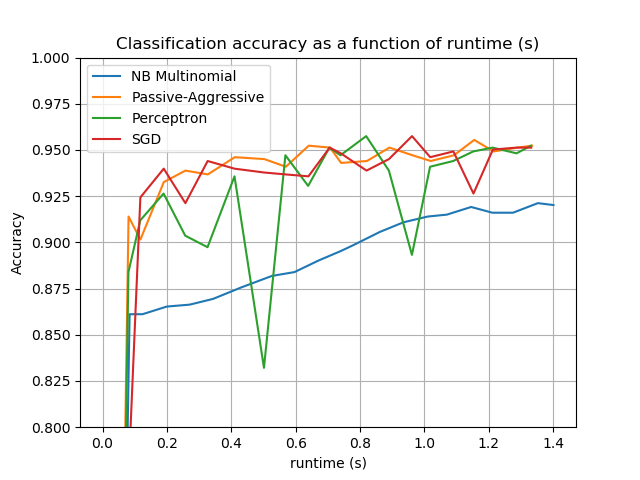 Classification accuracy as a function of runtime (s)
NB Multinomial
Passive-Aggressive
Perceptron
SGD
1.000
0.975
0.950
0.925
0.900
0.875
0.850
0.825
0.800
Accuracy
0.0 0.2 0.4 0.6 0.8 1.0 1.2 1.4
runtime (s)